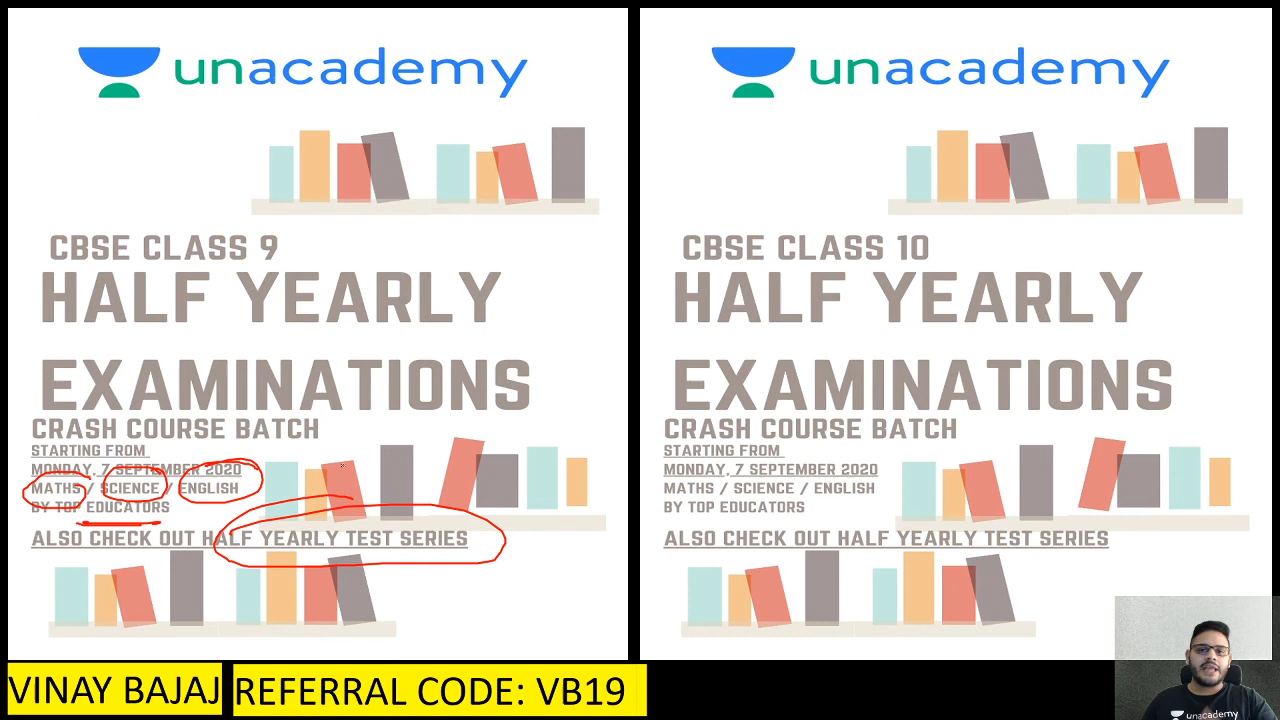 unacademy
CBSE CLASS 9
HALF YEARLY
EXAMINATIONS
CRASH COURSE BATCH
STARTING FROM
MONDAY, 7 SEPTEMBER 2020
MATHS / SCIENCE / ENGLISH
BY TOP EDUCATORS
ALSO CHECK OUT HALF YEARLY TEST SERIES
unacademy
CBSE CLASS 10
HALF YEARLY
EXAMINATIONS
CRASH COURSE BATCH
STARTING FROM
MONDAY, 7 SEPTEMBER 2020
MATHS / SCIENCE / ENGLISH
BY TOP EDUCATORS
ALSO CHECK OUT HALF YEARLY TEST SERIES
VINAY BAJAJ
REFERRAL CODE: VB19
unacademy